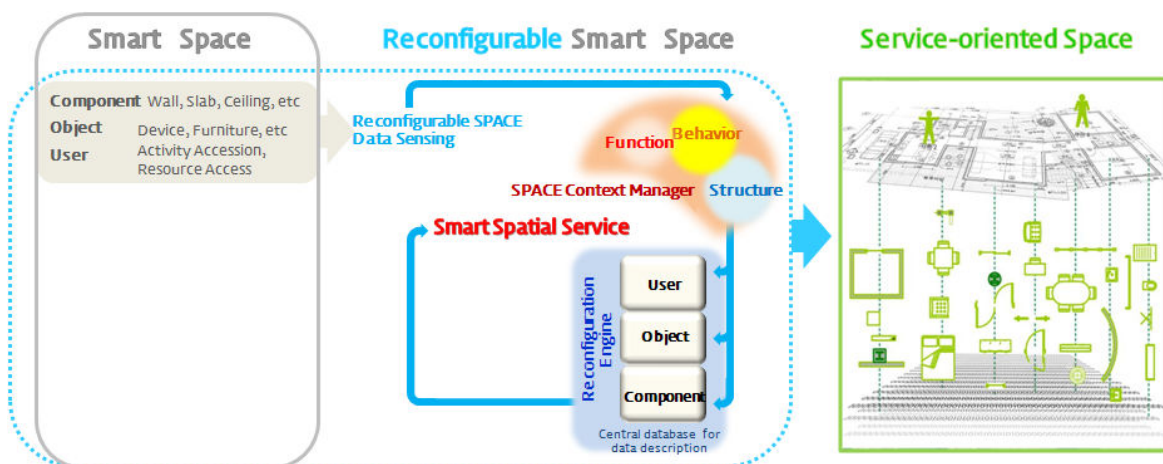 Smart Space
Reconfigurable Smart Space
Service-oriented Space
Component Wall, Slab, Ceiling, etc
Object Device, Furniture, etc
User Activity Accession,
Resource Access
Reconfigurable SPACE
Data Sensing
Function
Behavior
SPACE Context Manager
Structure
Smart Spatial Service
Reconfiguration
Engine
User
Object
Component
Central database for
data description